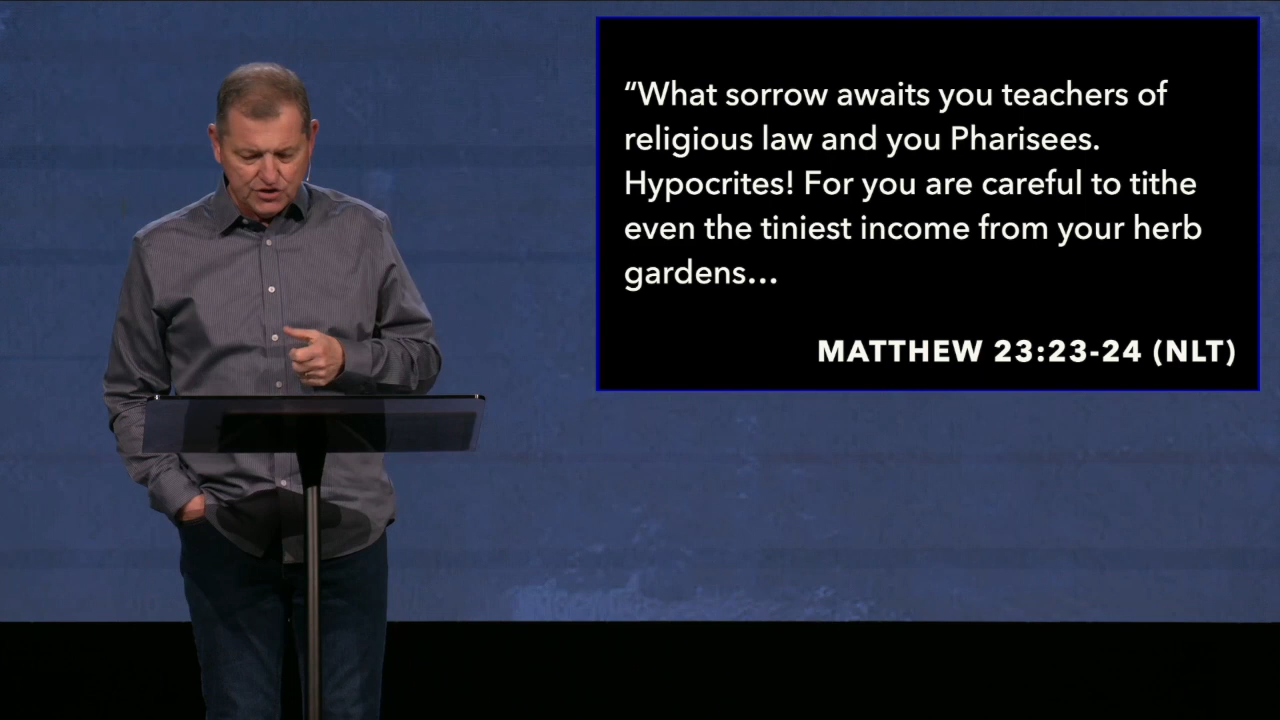 “What sorrow awaits you teachers of
religious law and you Pharisees.
Hypocrites! For you are careful to tithe
even the tiniest income from your herb
gardens…
MATTHEW 23:23-24 (NLT)